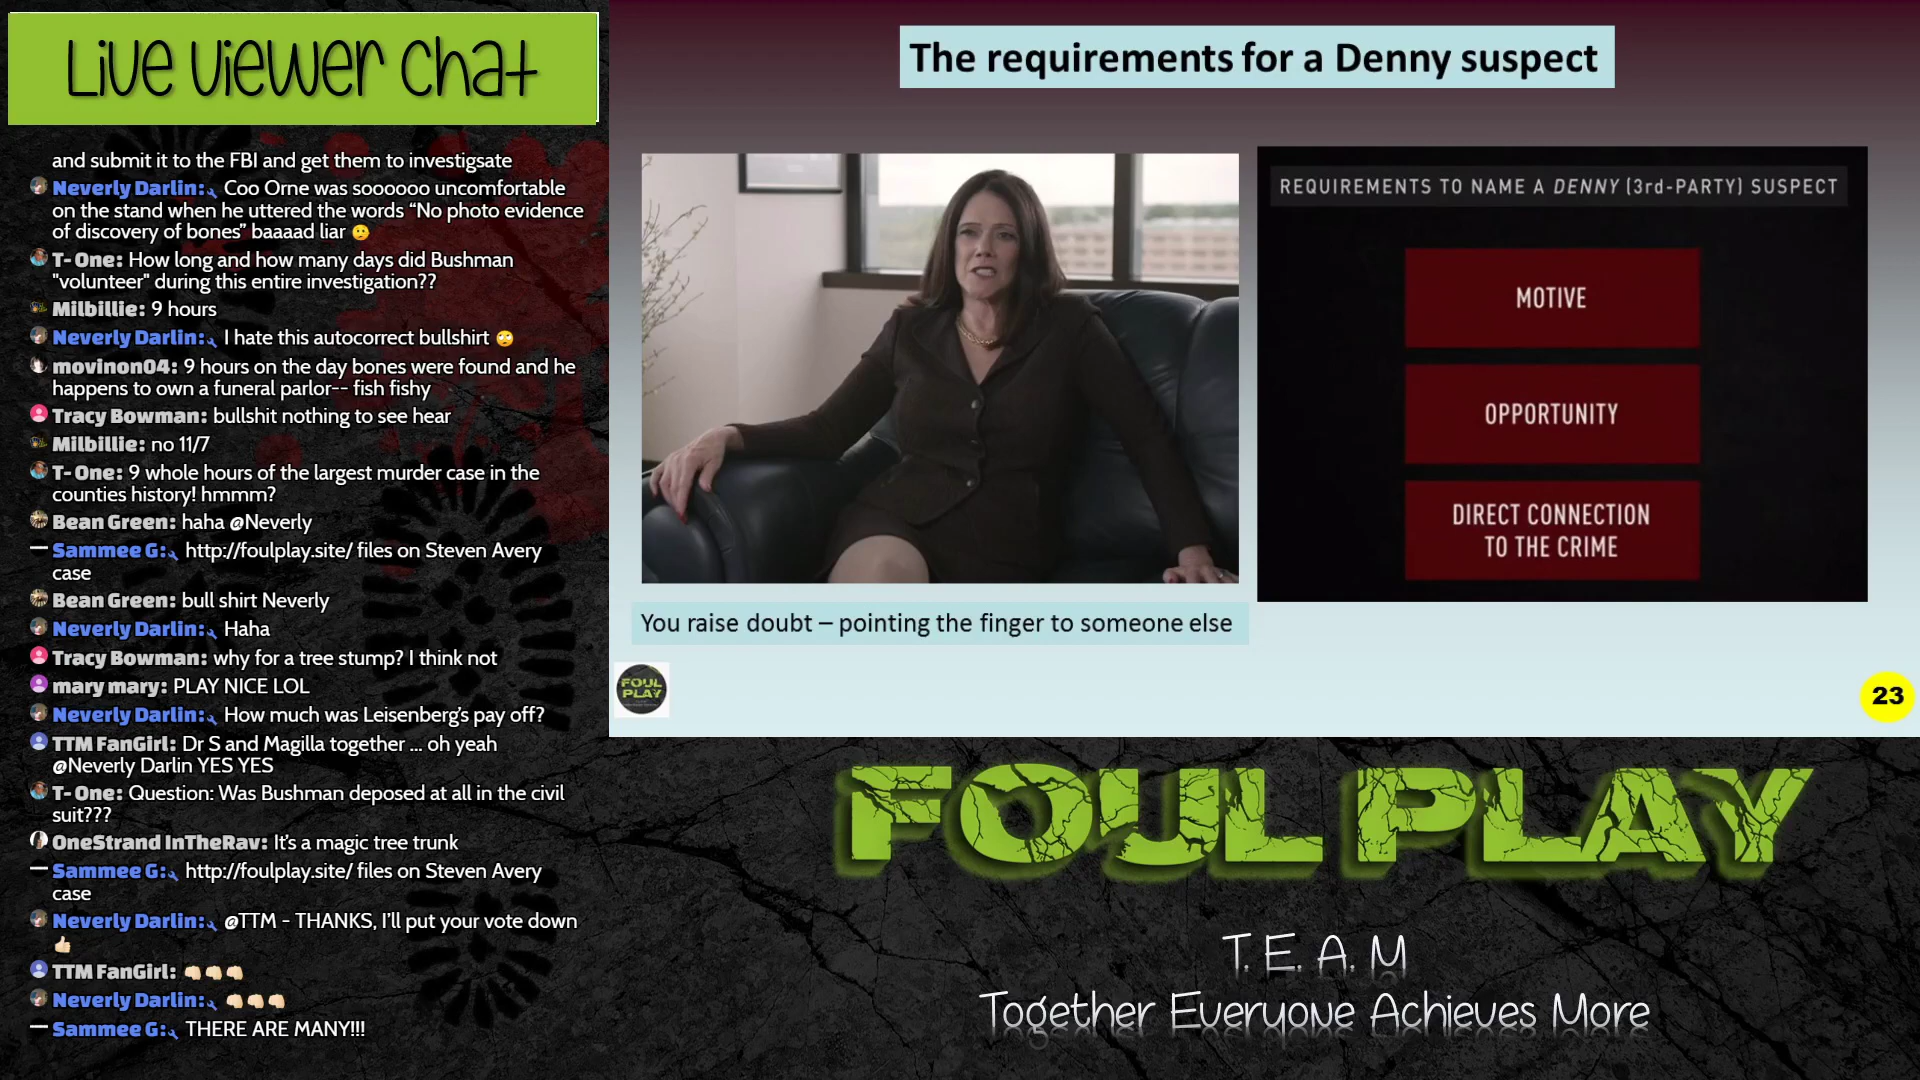 Live Viewer Chat
and submit it to the FBI and get them to investigsate
Neverly Darlin: Coo Orne was soooooo uncomfortable
on the stand when he uttered the words “No photo evidence
of discovery of bones” baaaad liar 🙁
T- One: How long and how many days did Bushman
"volunteer" during this entire investigation??
Milbillie: 9 hours
Neverly Darlin: I hate this autocorrect bullshirt 🙄
movinon04: 9 hours on the day bones were found and he
happens to own a funeral parlor-- fish fishy
Tracy Bowman: bullshit nothing to see hear
Milbillie: no 11/7
T- One: 9 whole hours of the largest murder case in the
counties history! hmmm?
Bean Green: haha @Neverly
Sammee G: http://foulplay.site/ files on Steven Avery
case
Bean Green: bull shirt Neverly
Neverly Darlin: Haha
Tracy Bowman: why for a tree stump? I think not
mary mary: PLAY NICE LOL
Neverly Darlin: How much was Leisenberg's pay off?
TTM FanGirl: Dr S and Magilla together ... oh yeah
@Neverly Darlin YES YES
T- One: Question: Was Bushman deposed at all in the civil
suit???
OneStrand InTheRav: It's a magic tree trunk
Sammee G: http://foulplay.site/ files on Steven Avery
case
Neverly Darlin: @TTM - THANKS, I'll put your vote down
👍🏻
TTM FanGirl: 👊🏻👊🏻👊🏻
Neverly Darlin: 👊🏻👊🏻👊🏻
Sammee G: THERE ARE MANY!!!
The requirements for a Denny suspect
REQUIREMENTS TO NAME A DENNY (3rd-PARTY) SUSPECT
MOTIVE
OPPORTUNITY
DIRECT CONNECTION
TO THE CRIME
You raise doubt – pointing the finger to someone else
FOUL
PLAY
23
FOUL PLAY
T. E. A. M
Together Everyone Achieves More